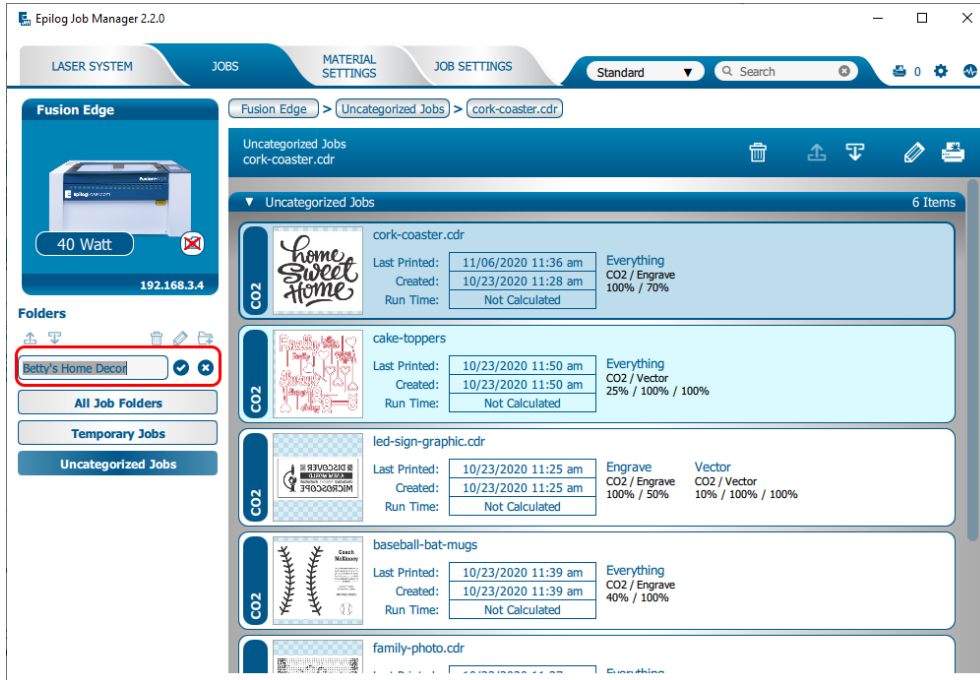 Epilog Job Manager 2.2.0
LASER SYSTEM
JOBS
MATERIAL
SETTINGS
JOB SETTINGS
Standard
Search
0
Fusion Edge
40 Watt
192.168.3.4
Folders
Betty's Home Decor
All Job Folders
Temporary Jobs
Uncategorized Jobs
Fusion Edge > Uncategorized Jobs > cork-coaster.cdr
Uncategorized Jobs
cork-coaster.cdr
Uncategorized Jobs 6 Items
CO2
home
Sweet
Home
cork-coaster.cdr
Last Printed: 11/06/2020 11:36 am
Created: 10/23/2020 11:28 am
Run Time: Not Calculated
Everything
CO2 / Engrave
100% / 70%
CO2
cake-toppers
Last Printed: 10/23/2020 11:50 am
Created: 10/23/2020 11:50 am
Run Time: Not Calculated
Everything
CO2 / Vector
25% / 100% / 100%
CO2
DISCOVER
MICROSCOPE
led-sign-graphic.cdr
Last Printed: 10/23/2020 11:25 am
Created: 10/23/2020 11:25 am
Run Time: Not Calculated
Engrave
CO2 / Engrave
100% / 50%
Vector
CO2 / Vector
10% / 100% / 100%
CO2
Coach
McKinney
baseball-bat-mugs
Last Printed: 10/23/2020 11:39 am
Created: 10/23/2020 11:39 am
Run Time: Not Calculated
Everything
CO2 / Engrave
40% / 100%
family-photo.cdr